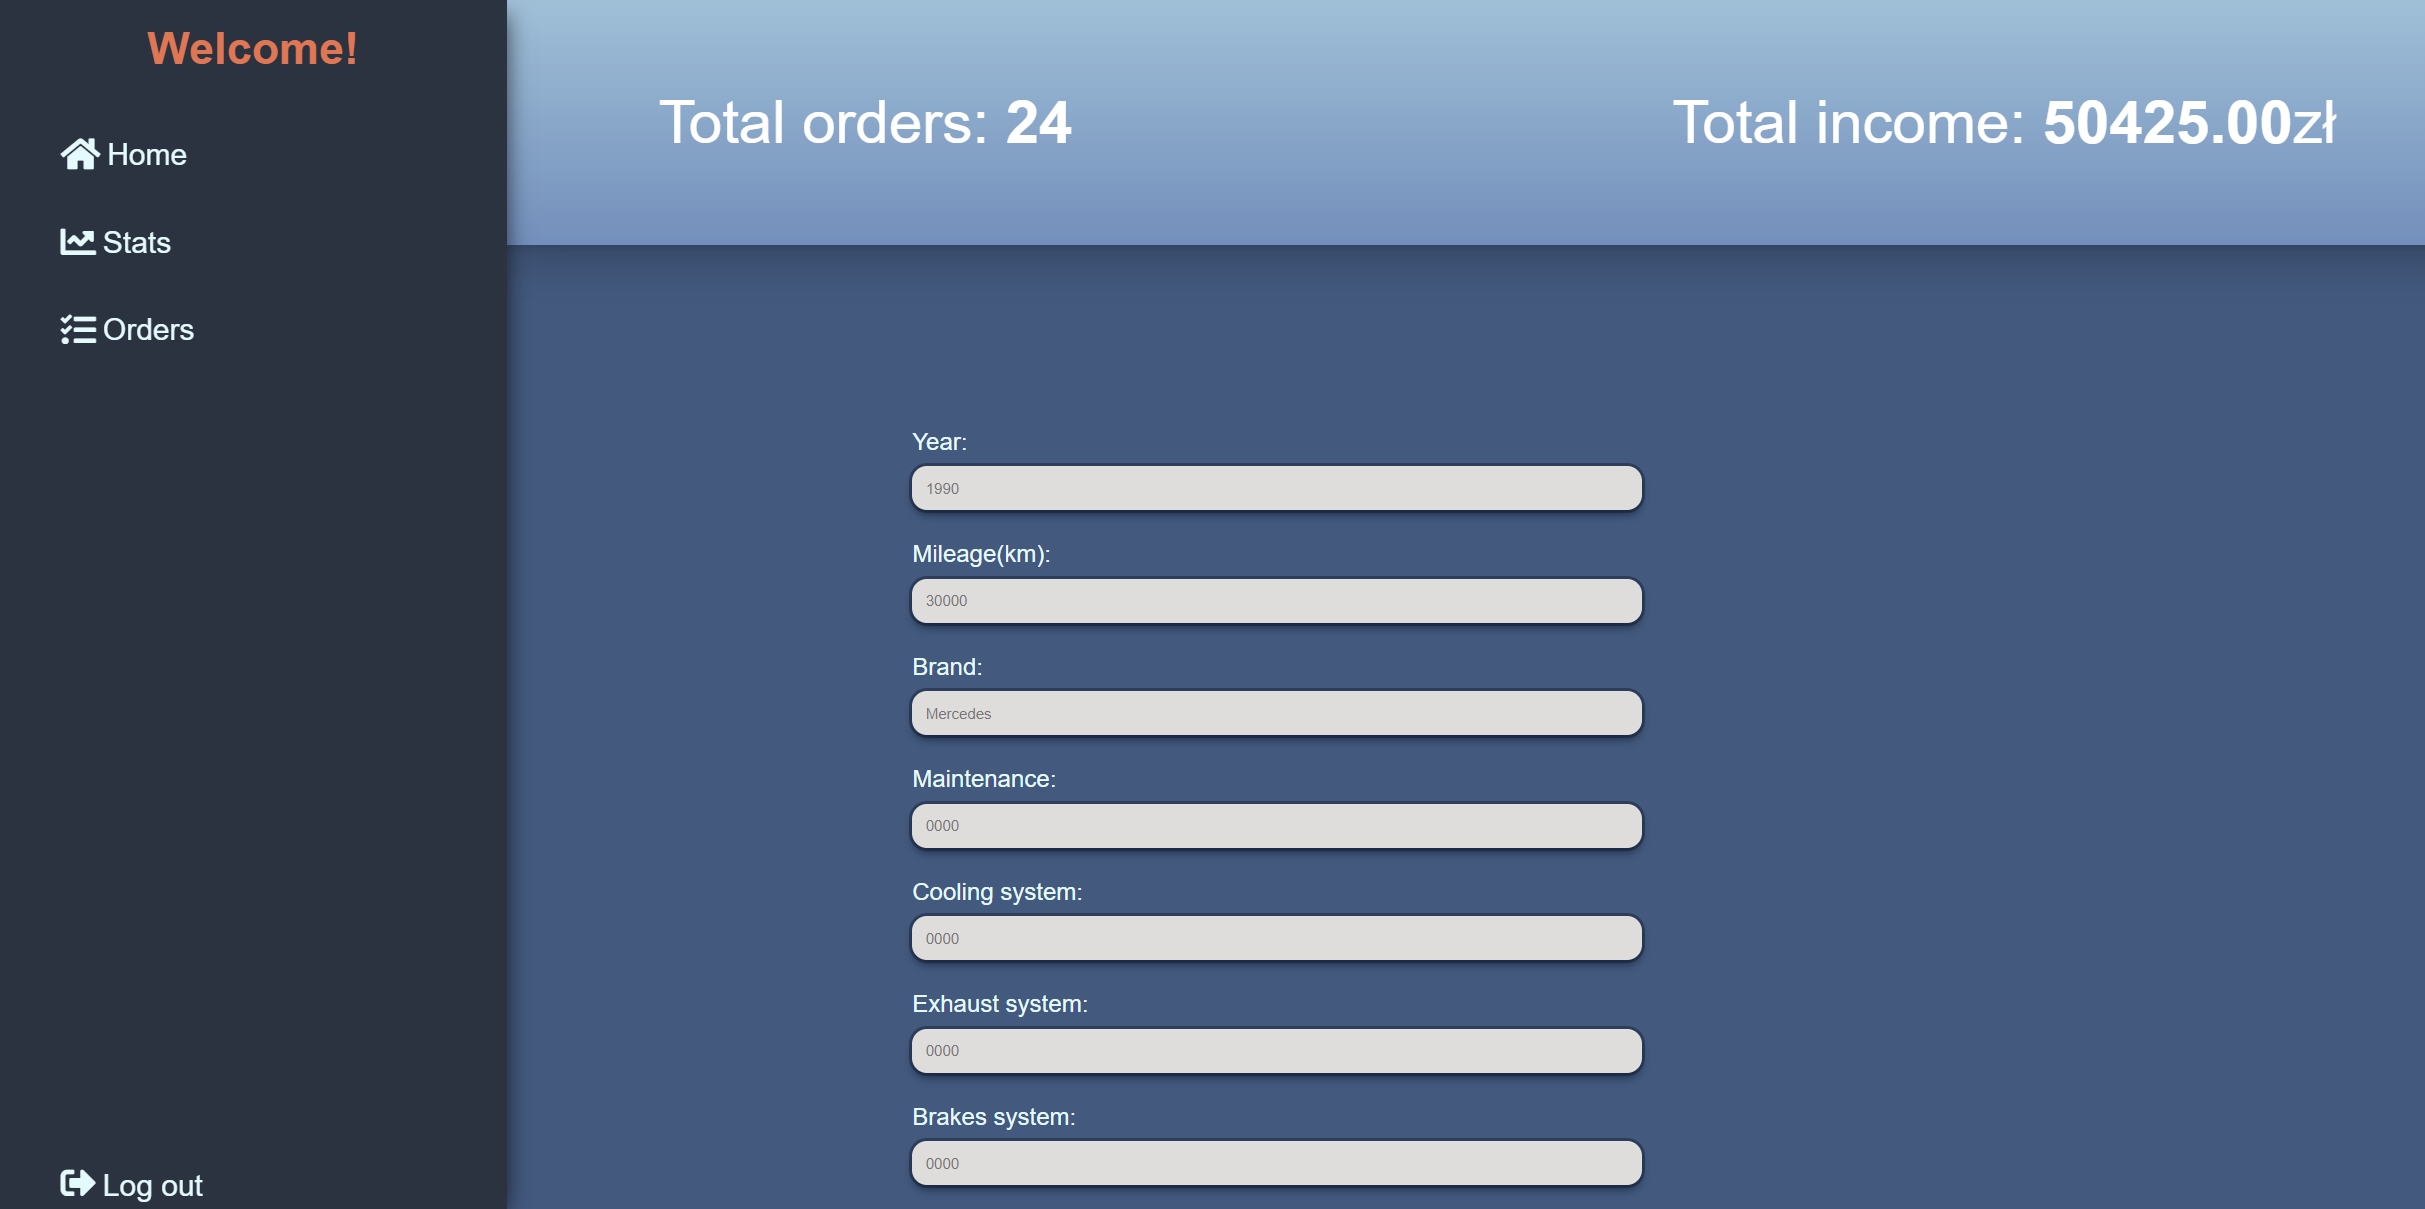 Welcome!
Home
Stats
Orders
Log out
Total orders: 24
Total income: 50425.00zł
Year:
1990
Mileage(km):
30000
Brand:
Mercedes
Maintenance:
0000
Cooling system:
0000
Exhaust system:
0000
Brakes system:
0000